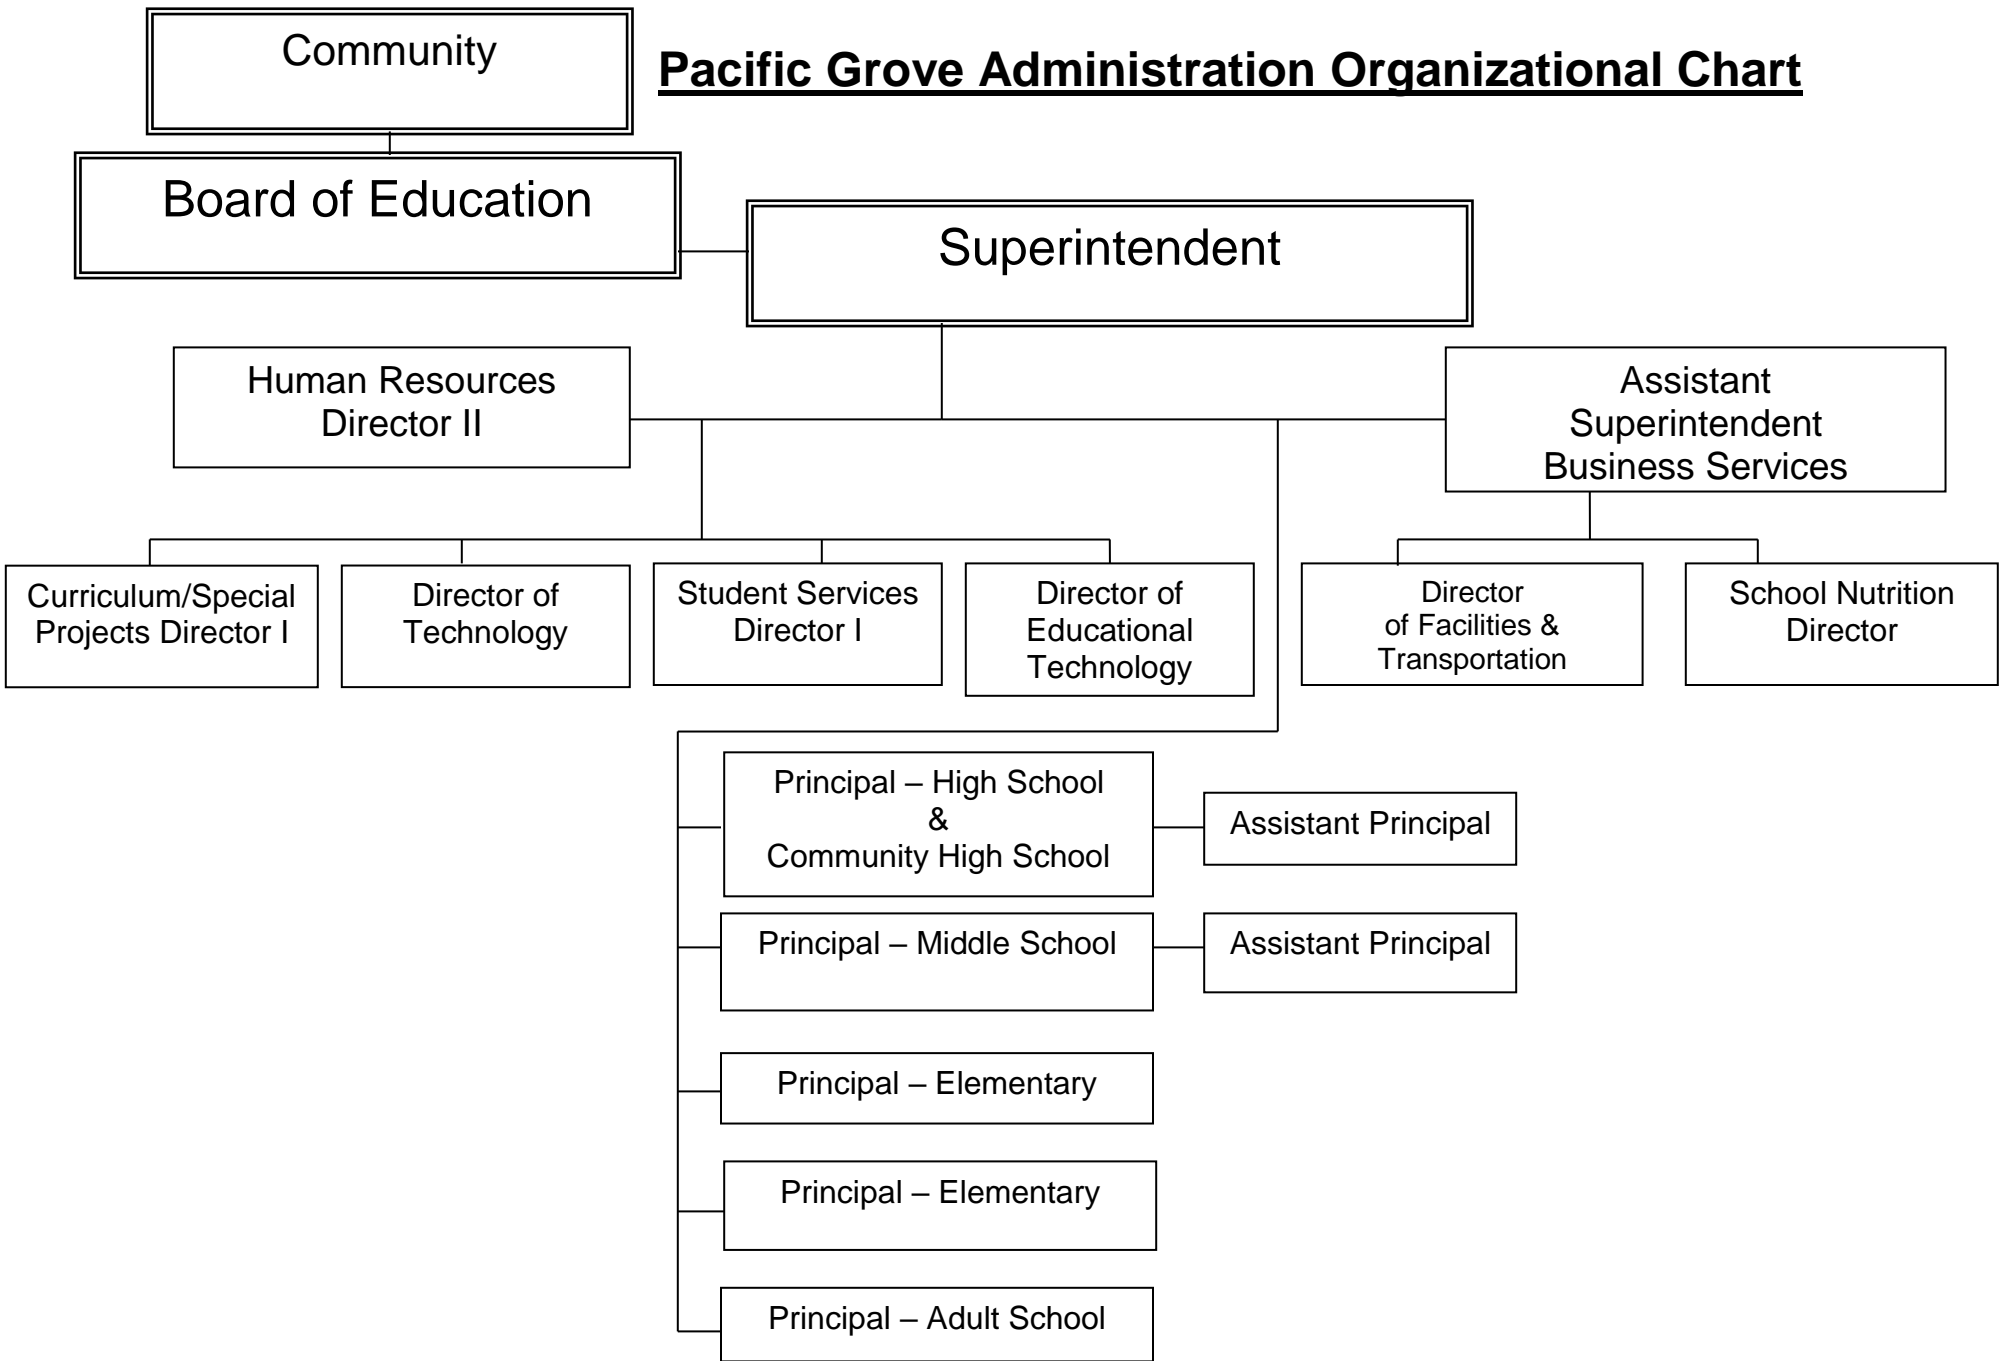 Community
Pacific Grove Administration Organizational Chart
Board of Education
Superintendent
Human Resources
Director II
Assistant
Superintendent
Business Services
Curriculum/Special
Projects Director I
Director of
Technology
Student Services
Director I
Director of
Educational
Technology
Director
of Facilities &
Transportation
School Nutrition
Director
Principal – High School
&
Community High School
Assistant Principal
Principal – Middle School
Assistant Principal
Principal – Elementary
Principal – Elementary
Principal – Adult School